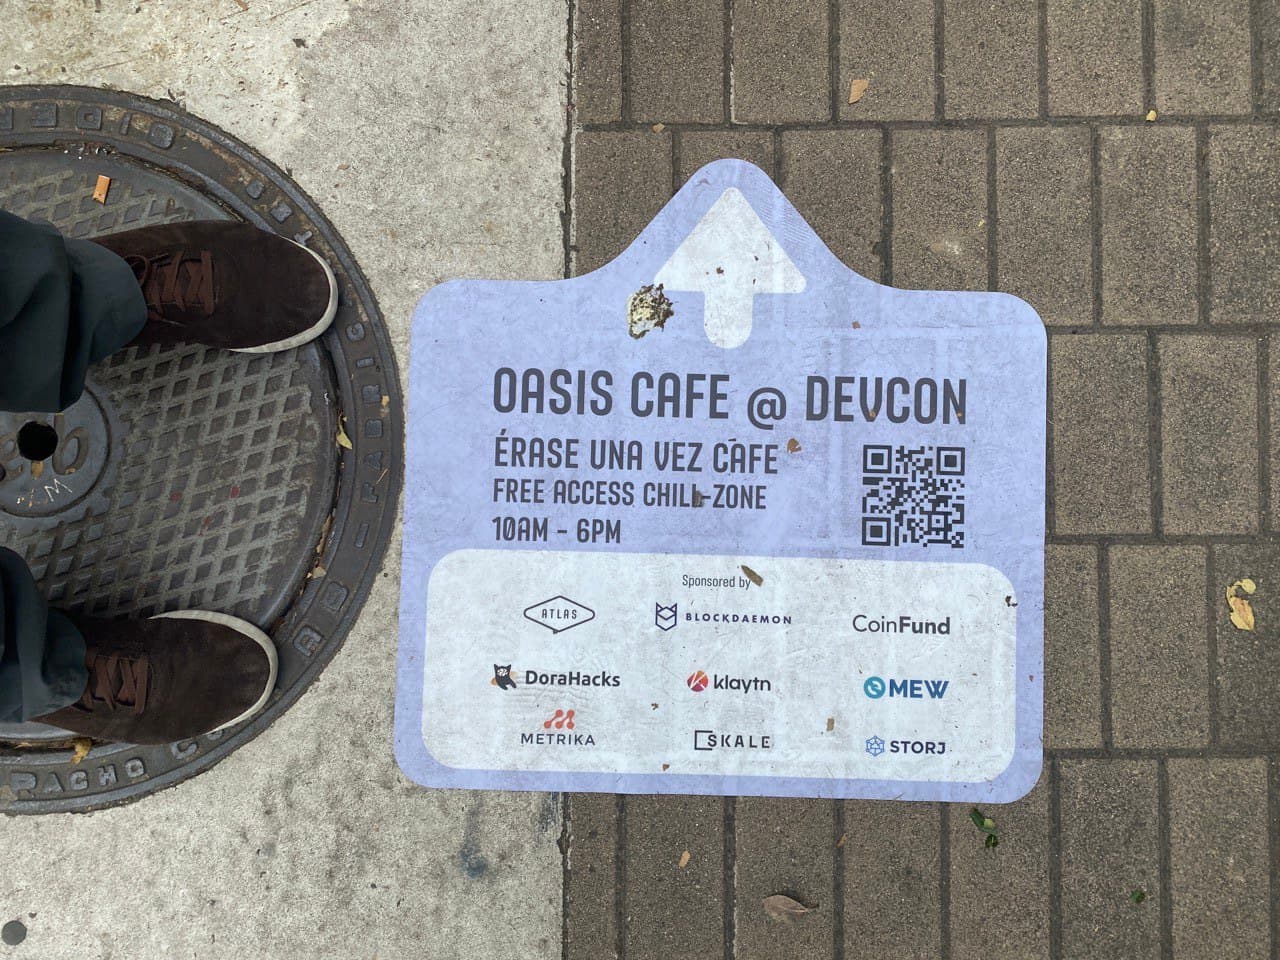 OASIS CAFE @ DEVCON
ÉRASE UNA VEZ CÁFE
FREE ACCESS CHILL-ZONE
10AM - 6PM
Sponsored by
ATLAS
BLOCKDAEMON
CoinFund
DoraHacks
klaytn
MEW
METRIKA
SKALE
STORJ